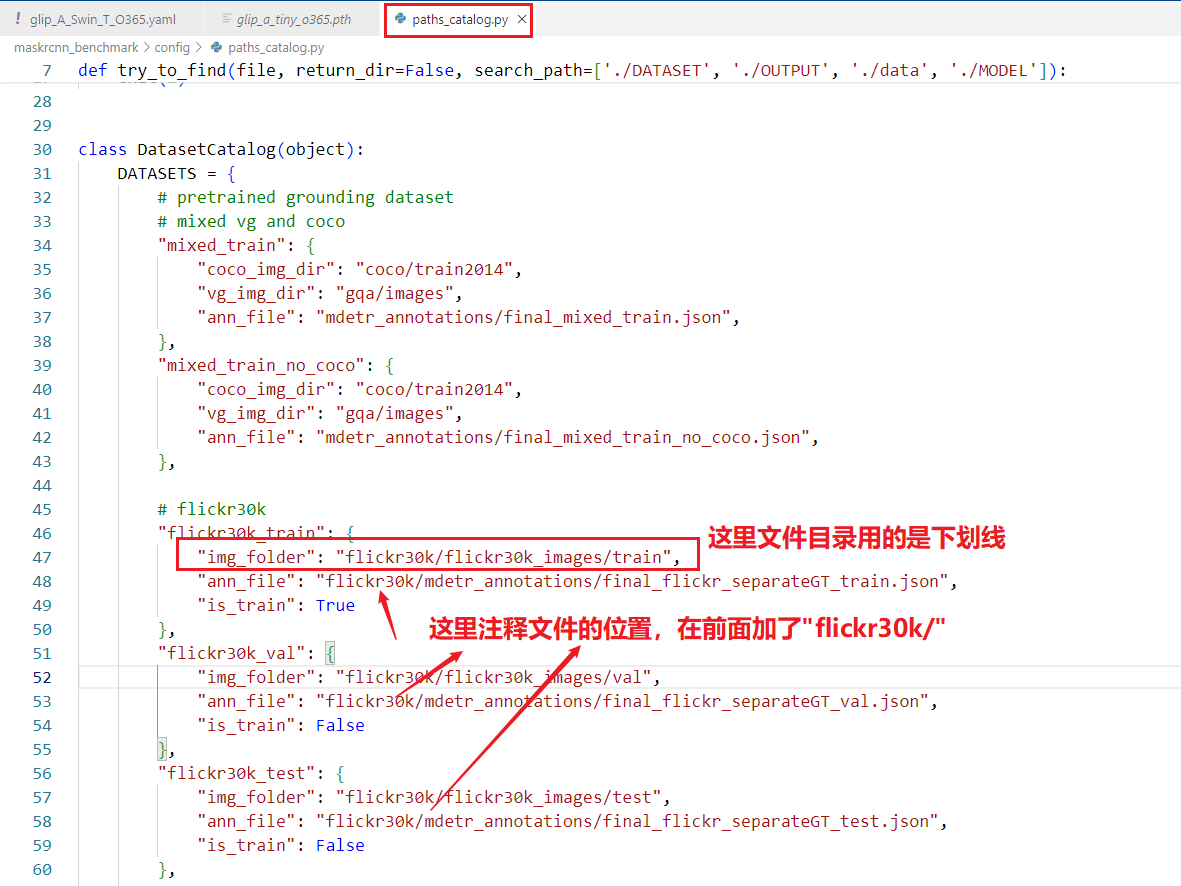 ! glip_A_Swin_T_O365.yaml glip_a_tiny_o365.pth paths_catalog.py ×
maskrcnn_benchmark > config > paths_catalog.py
7 def try_to_find(file, return_dir=False, search_path=['./DATASET', './OUTPUT', './data', './MODEL']):
28
29
30 class DatasetCatalog(object):
31 DATASETS = {
32 # pretrained grounding dataset
33 # mixed vg and coco
34 "mixed_train": {
35 "coco_img_dir": "coco/train2014",
36 "vg_img_dir": "gqa/images",
37 "ann_file": "mdetr_annotations/final_mixed_train.json",
38 },
39 "mixed_train_no_coco": {
40 "coco_img_dir": "coco/train2014",
41 "vg_img_dir": "gqa/images",
42 "ann_file": "mdetr_annotations/final_mixed_train_no_coco.json",
43 },
44
45 # flickr30k
46 "flickr30k_train": {
这里文件目录用的是下划线
47 "img_folder": "flickr30k/flickr30k_images/train",
48 "ann_file": "flickr30k/mdetr_annotations/final_flickr_separateGT_train.json",
49 "is_train": True
50 },
这里注释文件的位置，在前面加了"flickr30k/"
51 "flickr30k_val": {
52 "img_folder": "flickr30k/flickr30k_images/val",
53 "ann_file": "flickr30k/mdetr_annotations/final_flickr_separateGT_val.json",
54 "is_train": False
55 },
56 "flickr30k_test": {
57 "img_folder": "flickr30k/flickr30k_images/test",
58 "ann_file": "flickr30k/mdetr_annotations/final_flickr_separateGT_test.json",
59 "is_train": False
60 },